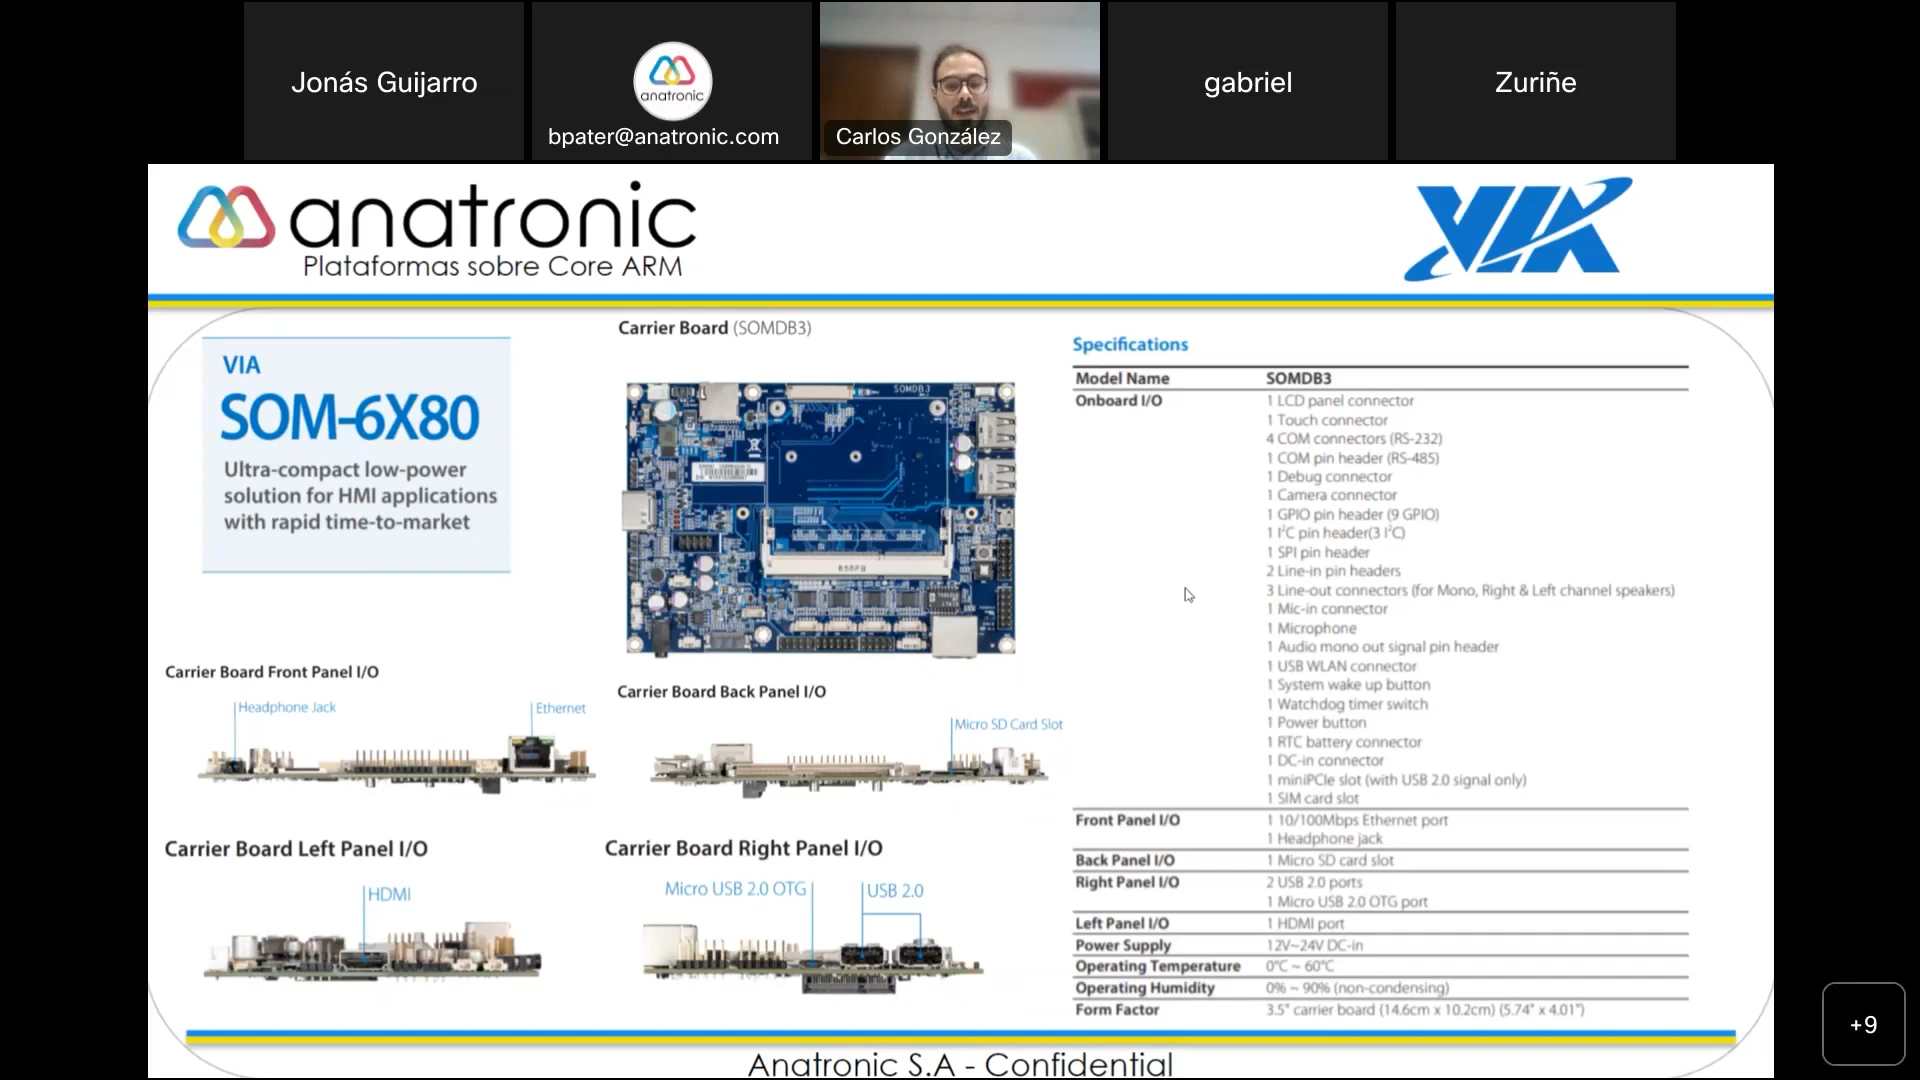 Jonás Guijarro
anatronic
bpater@anatronic.com
Carlos González
gabriel
Zuriñe
anatronic
Plataformas sobre Core ARM
VIA
VIA
SOM-6X80
Ultra-compact low-power
solution for HMI applications
with rapid time-to-market
Carrier Board (SOMDB3)
SOMDB3
Carrier Board Front Panel I/O
Headphone Jack
Ethernet
Carrier Board Back Panel I/O
Micro SD Card Slot
Carrier Board Left Panel I/O
HDMI
Carrier Board Right Panel I/O
Micro USB 2.0 OTG
USB 2.0
Specifications
Model Name SOMDB3
Onboard I/O 1 LCD panel connector
1 Touch connector
4 COM connectors (RS-232)
1 COM pin header (RS-485)
1 Debug connector
1 Camera connector
1 GPIO pin header (9 GPIO)
1 I²C pin header(3 I²C)
1 SPI pin header
2 Line-in pin headers
3 Line-out connectors (for Mono, Right & Left channel speakers)
1 Mic-in connector
1 Microphone
1 Audio mono out signal pin header
1 USB WLAN connector
1 System wake up button
1 Watchdog timer switch
1 Power button
1 RTC battery connector
1 DC-in connector
1 miniPCIe slot (with USB 2.0 signal only)
1 SIM card slot
Front Panel I/O 1 10/100Mbps Ethernet port
1 Headphone jack
Back Panel I/O 1 Micro SD card slot
Right Panel I/O 2 USB 2.0 ports
1 Micro USB 2.0 OTG port
Left Panel I/O 1 HDMI port
Power Supply 12V~24V DC-in
Operating Temperature 0°C ~ 60°C
Operating Humidity 0% ~ 90% (non-condensing)
Form Factor 3.5" carrier board (14.6cm x 10.2cm) (5.74" x 4.01")
Anatronic S.A - Confidential
+9